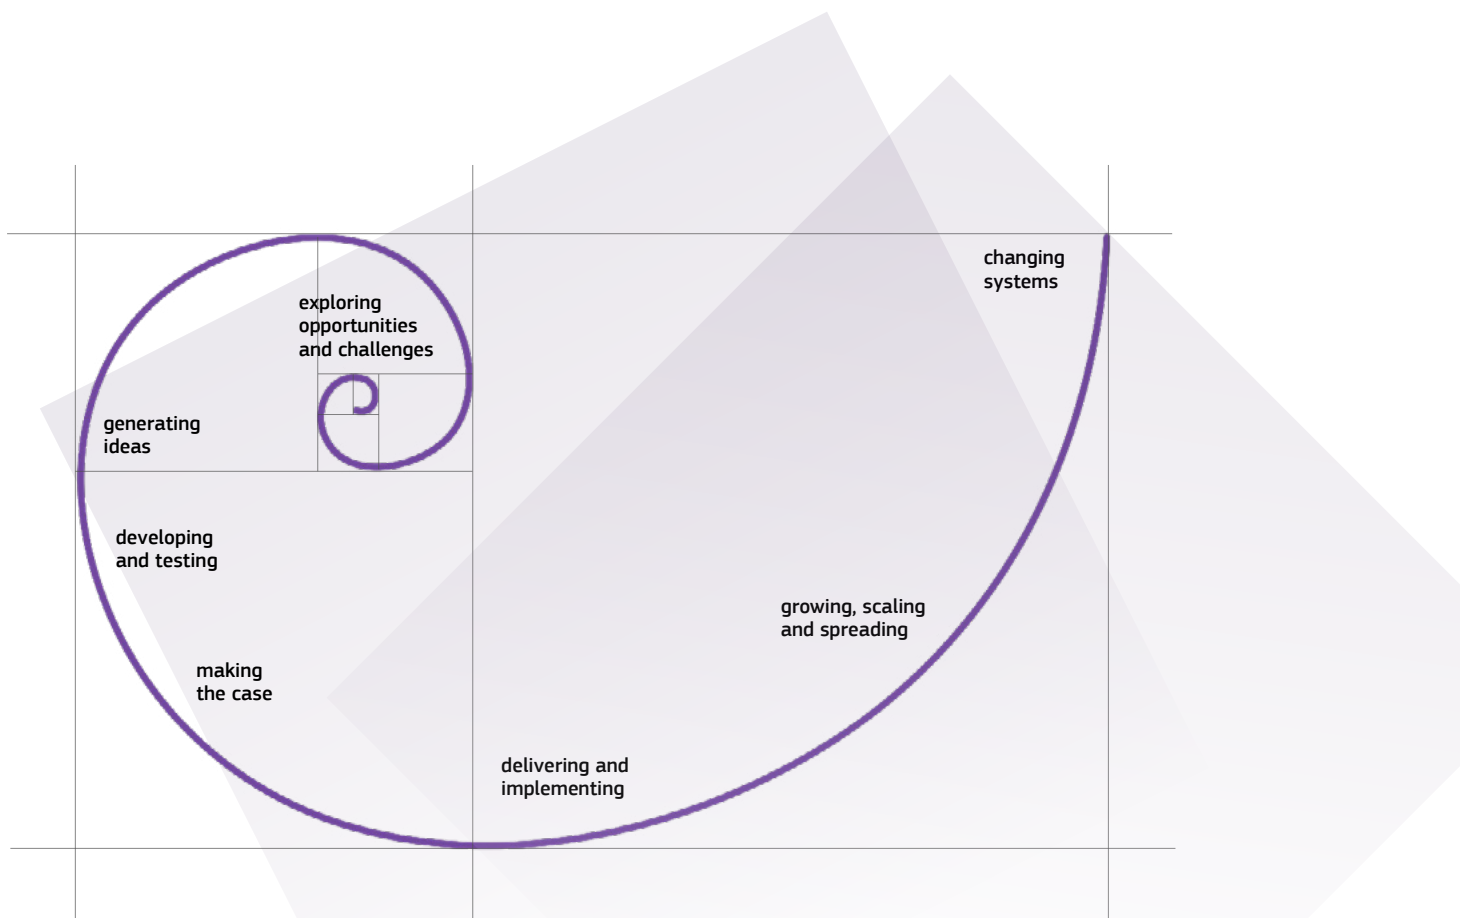 exploring
opportunities
and challenges
generating
ideas
developing
and testing
making
the case
delivering and
implementing
growing, scaling
and spreading
changing
systems